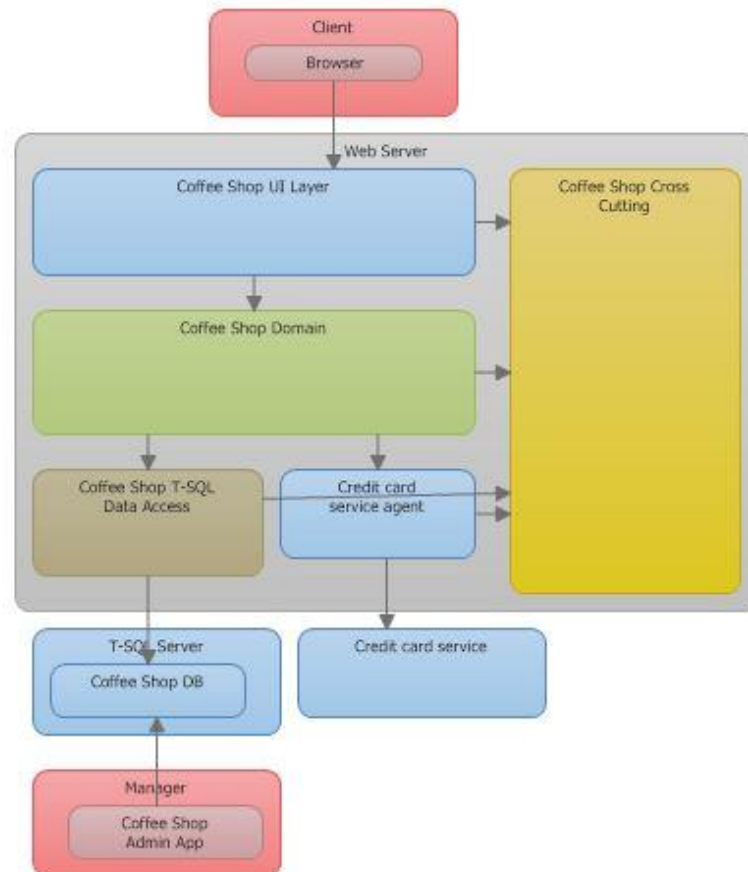 Client
Browser
Web Server
Coffee Shop UI Layer
Coffee Shop Cross
Cutting
Coffee Shop Domain
Coffee Shop T-SQL
Data Access
Credit card
service agent
T-SQL Server
Coffee Shop DB
Credit card service
Manager
Coffee Shop
Admin App